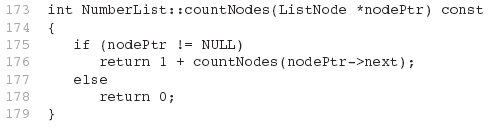 173 int NumberList::countNodes(ListNode *nodePtr) const
174 {
175    if (nodePtr != NULL)
176       return 1 + countNodes(nodePtr->next);
177    else
178       return 0;
179 }